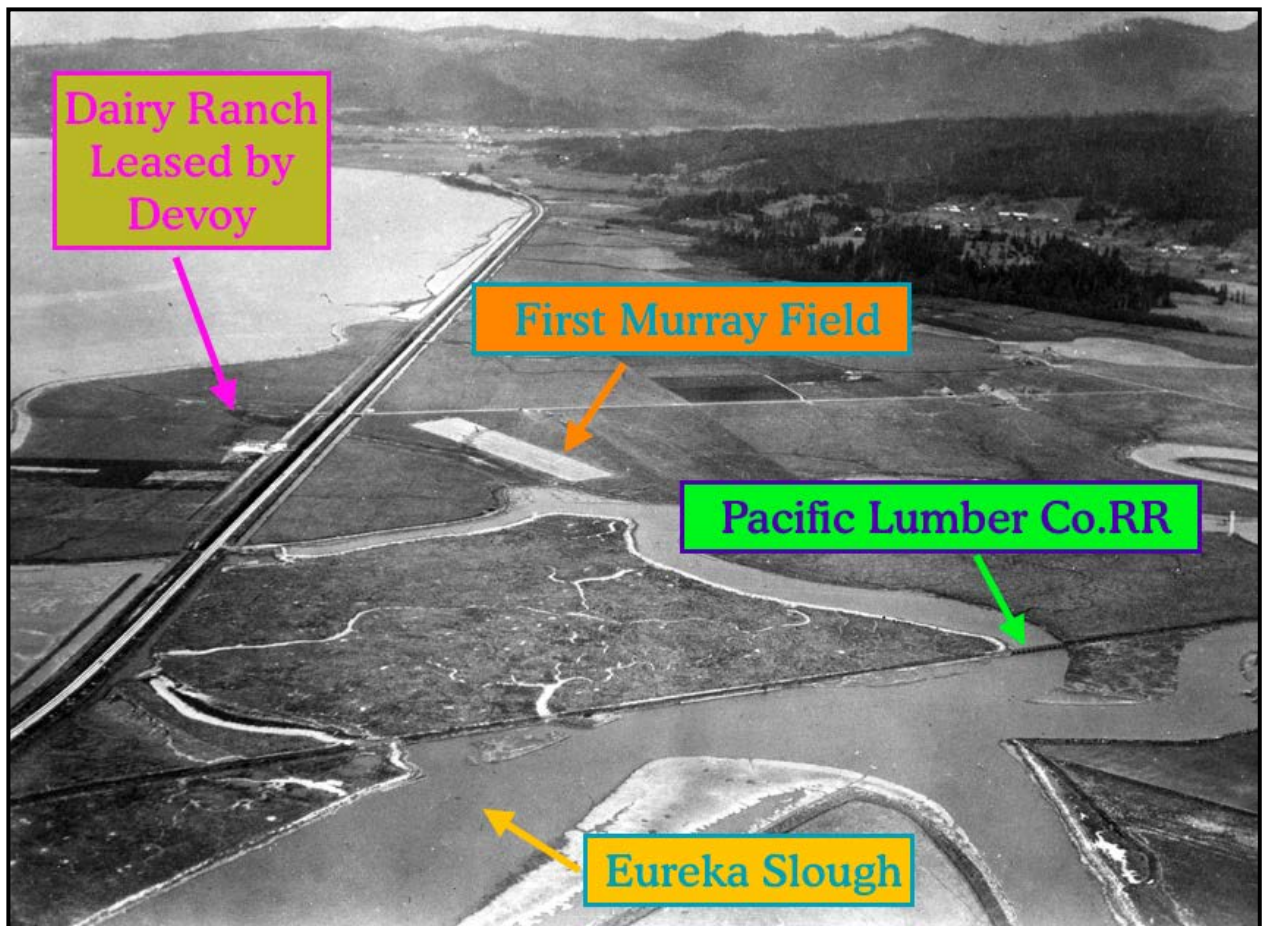 Dairy Ranch
Leased by
Devoy
First Murray Field
Pacific Lumber Co.RR
Eureka Slough